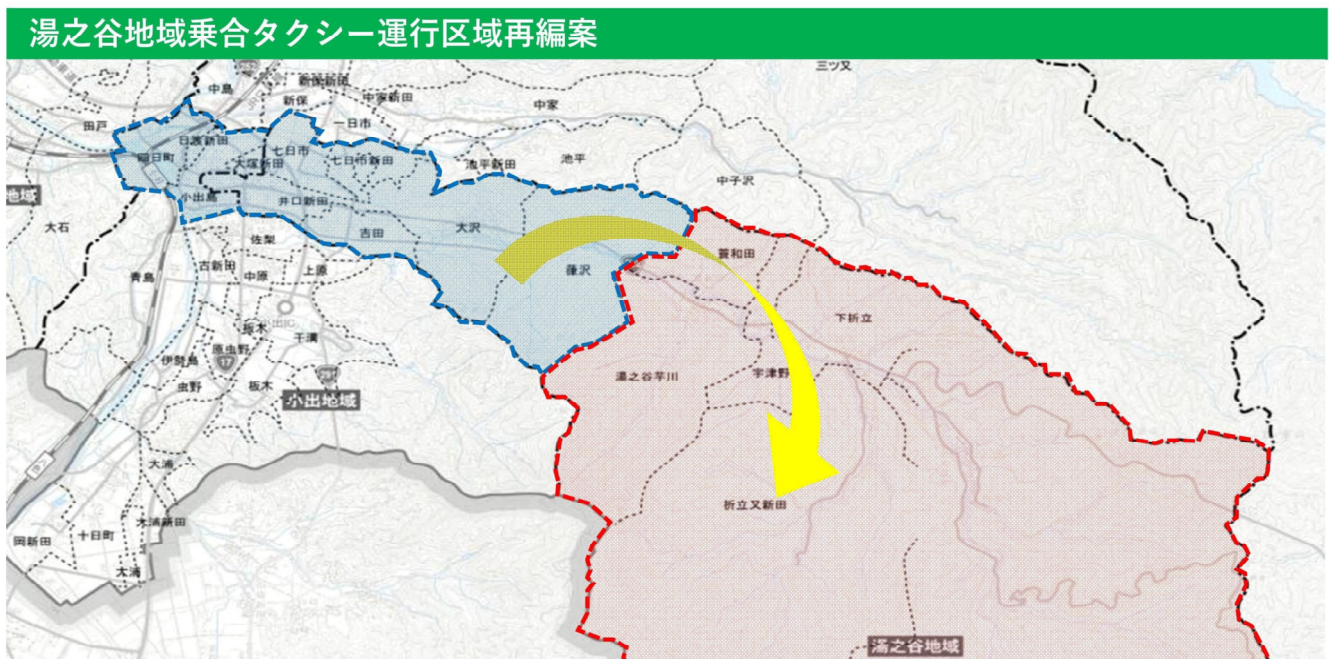 湯之谷地域乗合タクシー運行区域再編案
三ツ又
中島
新保新田
新保
中家新田
中家
田戸
一日市
日渡新田
四日町
七日市
大塚新田
七日市新田
池平新田
池平
中子沢
地域
小出島
井口新田
大石
吉田
大沢
佐梨
葎沢
蓑和田
青島
古新田
中原
上原
下折立
板木
干溝
伊勢島
原虫野
17
虫野
板木
湯之谷芋川
宇津野
小出地域
大浦
折立又新田
大浦新田
岡新田
十日町
大浦
湯之谷地域